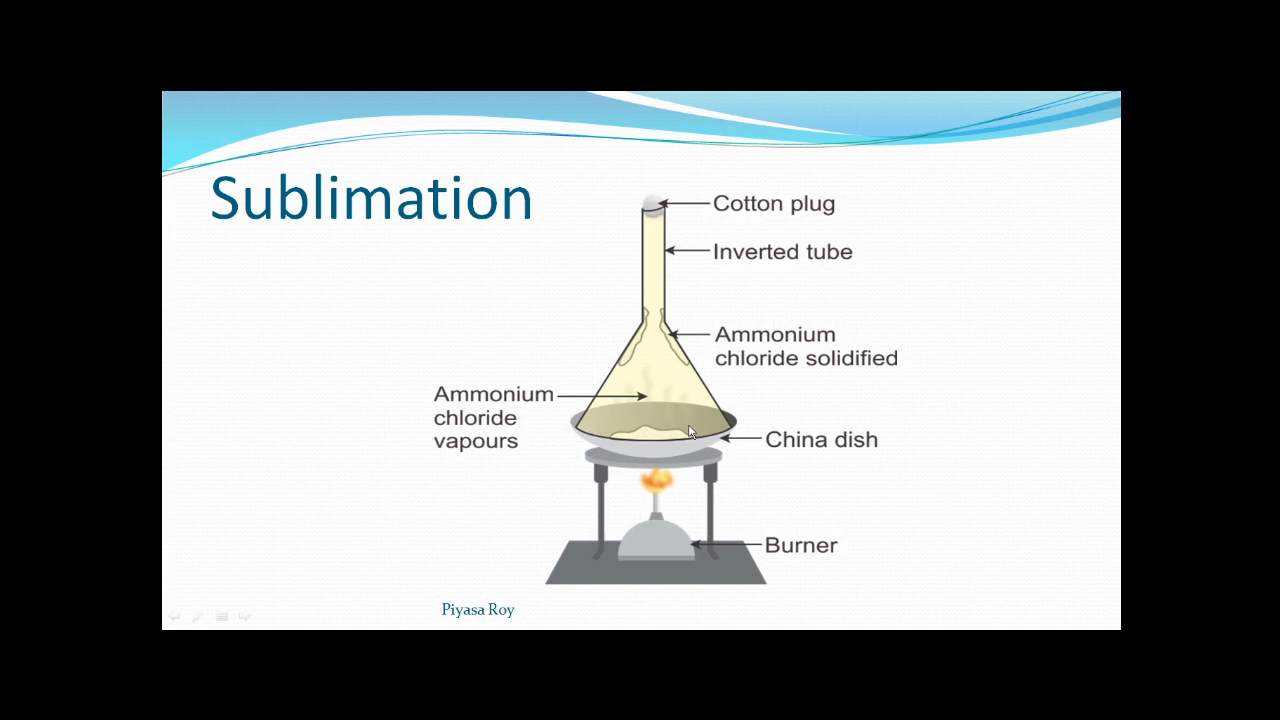 Sublimation
Cotton plug
Inverted tube
Ammonium
chloride solidified
Ammonium
chloride
vapours
China dish
Burner
Piyasa Roy